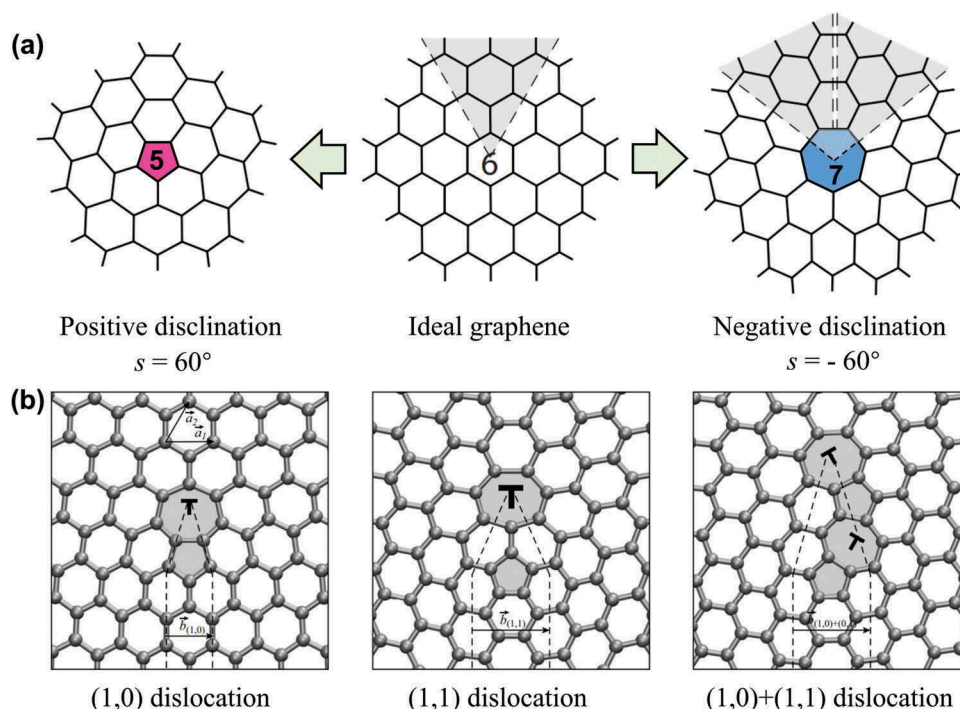 (a)
5
6
7
Positive disclination
s = 60°
Ideal graphene
Negative disclination
s = - 60°
(b)
a₂
a₁
b(1,0)
b(1,1)
(1,0)+(0,
(1,0) dislocation
(1,1) dislocation
(1,0)+(1,1) dislocation